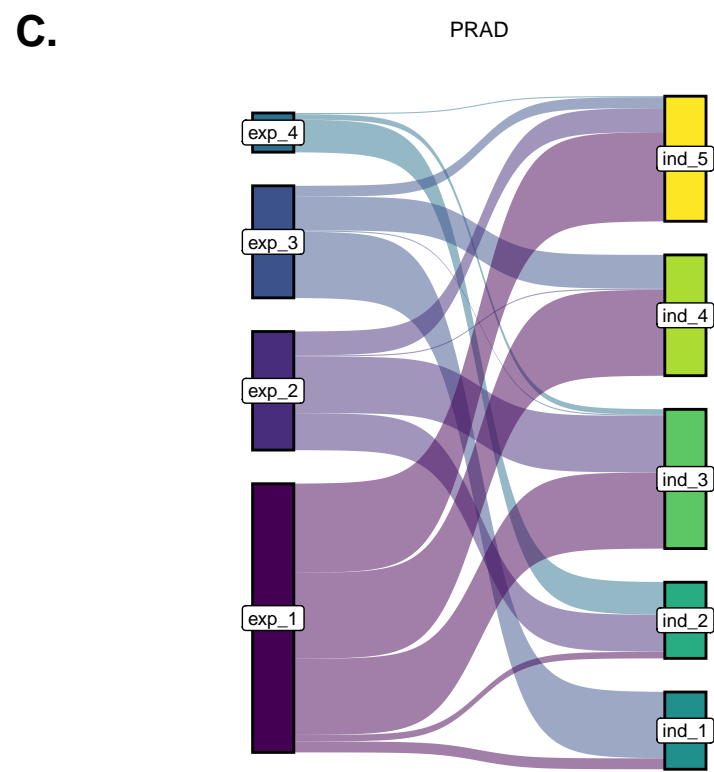 C.
PRAD
exp_4
exp_3
exp_2
exp_1
ind_5
ind_4
ind_3
ind_2
ind_1